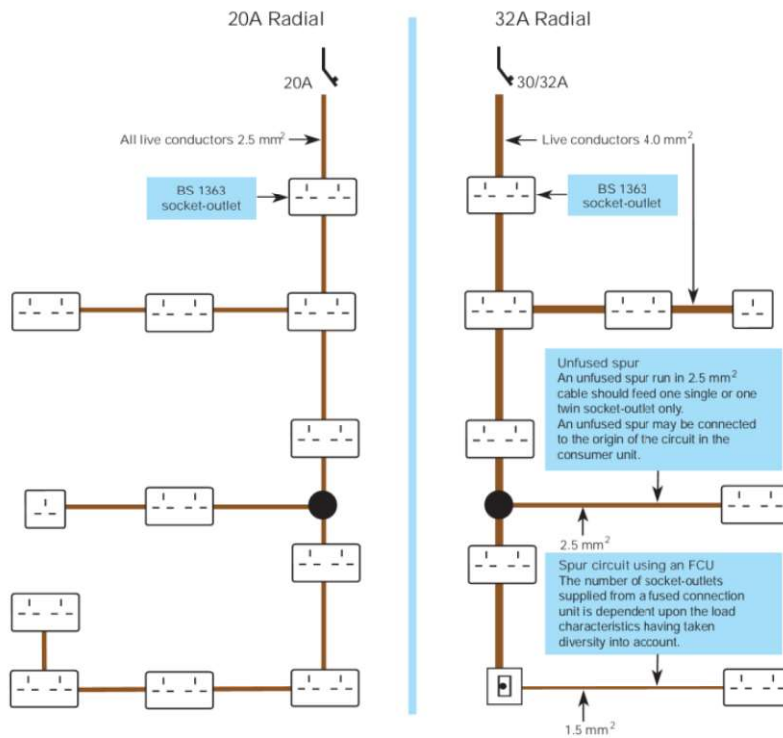 20A Radial
20A
All live conductors 2.5 mm²
BS 1363
socket-outlet
32A Radial
30/32A
Live conductors 4.0 mm²
BS 1363
socket-outlet
Unfused spur
An unfused spur run in 2.5 mm²
cable should feed one single or one
twin socket-outlet only.
An unfused spur may be connected
to the origin of the circuit in the
consumer unit.
2.5 mm²
Spur circuit using an FCU
The number of socket-outlets
supplied from a fused connection
unit is dependent upon the load
characteristics having taken
diversity into account.
1.5 mm²